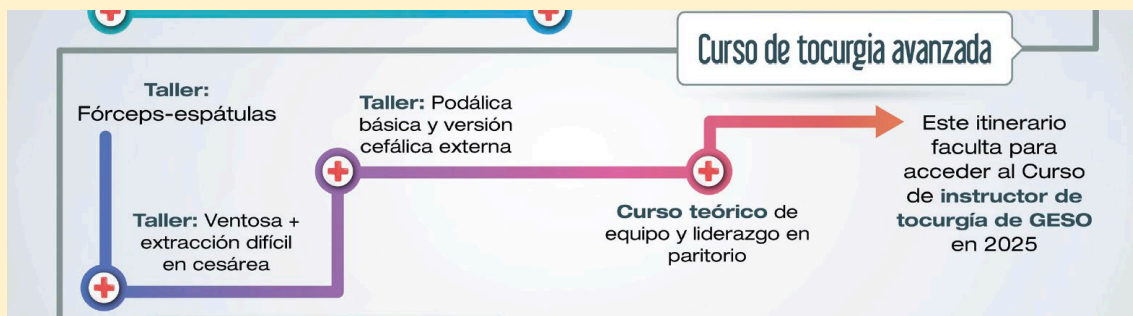 Curso de tocurgia avanzada
Taller:
Fórceps-espátulas
Taller: Ventosa +
extracción difícil
en cesárea
Taller: Podálica
básica y versión
cefálica externa
Curso teórico de
equipo y liderazgo en
paritorio
Este itinerario
faculta para
acceder al Curso
de instructor de
tocurgía de GESO
en 2025